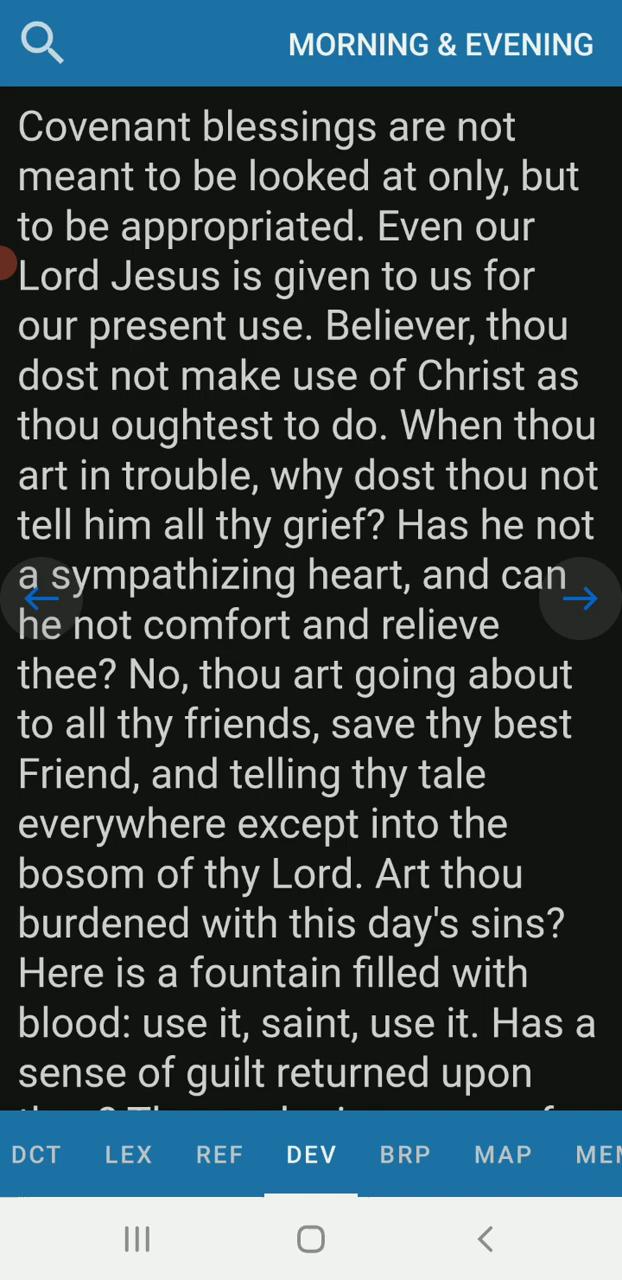 MORNING & EVENING
Covenant blessings are not
meant to be looked at only, but
to be appropriated. Even our
Lord Jesus is given to us for
our present use. Believer, thou
dost not make use of Christ as
thou oughtest to do. When thou
art in trouble, why dost thou not
tell him all thy grief? Has he not
a sympathizing heart, and can
he not comfort and relieve
thee? No, thou art going about
to all thy friends, save thy best
Friend, and telling thy tale
everywhere except into the
bosom of thy Lord. Art thou
burdened with this day's sins?
Here is a fountain filled with
blood: use it, saint, use it. Has a
sense of guilt returned upon
DCT LEX REF DEV BRP MAP